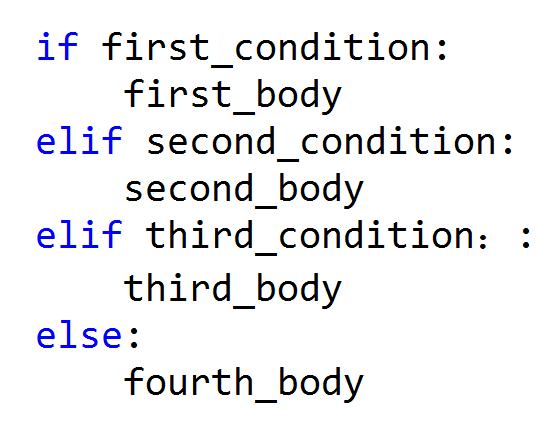 if first_condition:
    first_body
elif second_condition:
    second_body
elif third_condition：:
    third_body
else:
    fourth_body